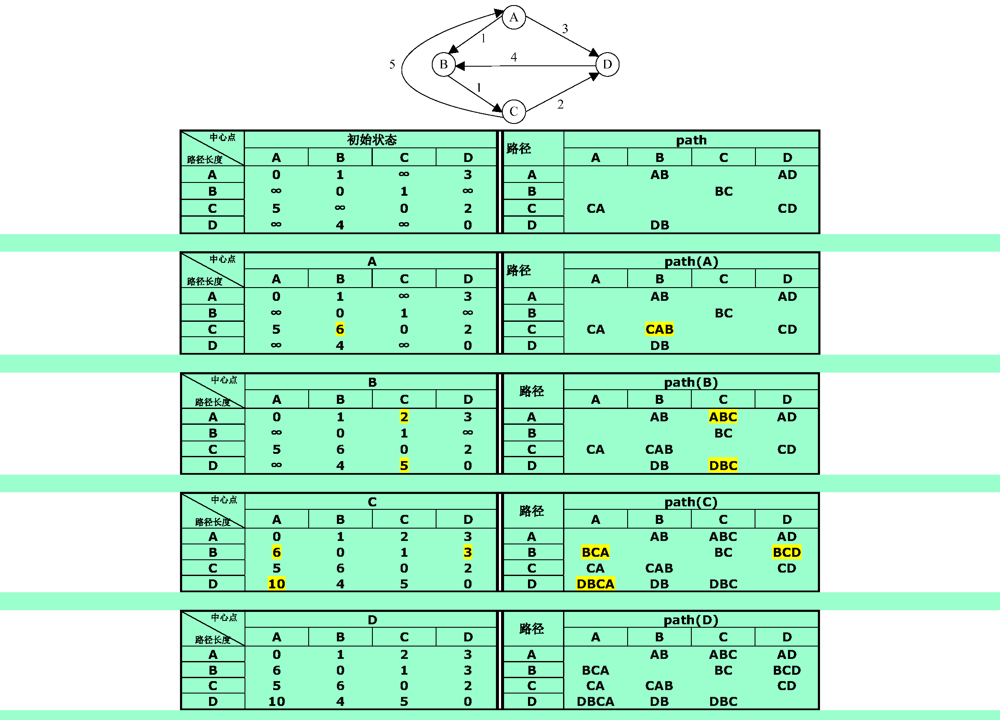 A
3
1
4
5
B
D
1
C
2
中心点 初始状态 路径 path
路径长度 A B C D A B C D
A 0 1 ∞ 3 A AB AD
B ∞ 0 1 ∞ B BC
C 5 ∞ 0 2 C CA CD
D ∞ 4 ∞ 0 D DB
中心点 A 路径 path(A)
路径长度 A B C D A B C D
A 0 1 ∞ 3 A AB AD
B ∞ 0 1 ∞ B BC
C 5 6 0 2 C CA CAB CD
D ∞ 4 ∞ 0 D DB
中心点 B 路径 path(B)
路径长度 A B C D A B C D
A 0 1 2 3 A AB ABC AD
B ∞ 0 1 ∞ B BC
C 5 6 0 2 C CA CAB CD
D ∞ 4 5 0 D DB DBC
中心点 C 路径 path(C)
路径长度 A B C D A B C D
A 0 1 2 3 A AB ABC AD
B 6 0 1 3 B BCA BC BCD
C 5 6 0 2 C CA CAB CD
D 10 4 5 0 D DBCA DB DBC
中心点 D 路径 path(D)
路径长度 A B C D A B C D
A 0 1 2 3 A AB ABC AD
B 6 0 1 3 B BCA BC BCD
C 5 6 0 2 C CA CAB CD
D 10 4 5 0 D DBCA DB DBC